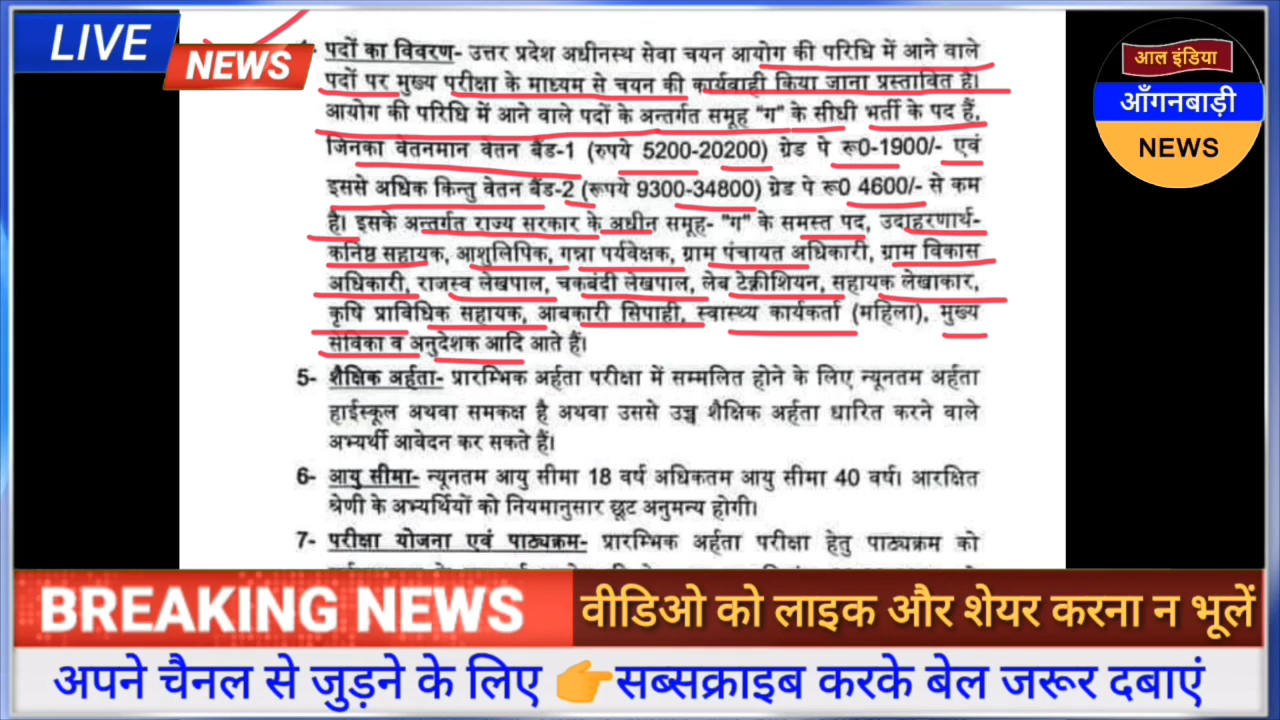 LIVE
NEWS
आल इंडिया
आँगनबाड़ी
NEWS
पदों का विवरण- उत्तर प्रदेश अधीनस्थ सेवा चयन आयोग की परिधि में आने वाले
पदों पर मुख्य परीक्षा के माध्यम से चयन की कार्यवाही किया जाना प्रस्तावित है।
आयोग की परिधि में आने वाले पदों के अन्तर्गत समूह "ग" के सीधी भर्ती के पद हैं,
जिनका वेतनमान वेतन बैंड-1 (रुपये 5200-20200) ग्रेड पे रू0-1900/- एवं
इससे अधिक किन्तु वेतन बैंड-2 (रूपये 9300-34800) ग्रेड पे रू0 4600/- से कम
है। इसके अन्तर्गत राज्य सरकार के अधीन समूह- "ग" के समस्त पद, उदाहरणार्थ-
कनिष्ठ सहायक, आशुलिपिक, गन्ना पर्यवेक्षक, ग्राम पंचायत अधिकारी, ग्राम विकास
अधिकारी, राजस्व लेखपाल, चकबंदी लेखपाल, लेब टेक्नीशियन, सहायक लेखाकार,
कृषि प्राविधिक सहायक, आबकारी सिपाही, स्वास्थ्य कार्यकर्ता (महिला), मुख्य
सेविका व अनुदेशक आदि आते हैं।
5- शैक्षिक अर्हता- प्रारम्भिक अर्हता परीक्षा में सम्मलित होने के लिए न्यूनतम अर्हता
हाईस्कूल अथवा समकक्ष है अथवा उससे उच्च शैक्षिक अर्हता धारित करने वाले
अभ्यर्थी आवेदन कर सकते हैं।
6- आयु सीमा- न्यूनतम आयु सीमा 18 वर्ष अधिकतम आयु सीमा 40 वर्ष। आरक्षित
श्रेणी के अभ्यर्थियों को नियमानुसार छूट अनुमन्य होगी।
7- परीक्षा योजना एवं पाठ्यक्रम- प्रारम्भिक अर्हता परीक्षा हेतु पाठ्यक्रम को
BREAKING NEWS
वीडिओ को लाइक और शेयर करना न भूलें
अपने चैनल से जुड़ने के लिए 👉सब्सक्राइब करके बेल जरूर दबाएं